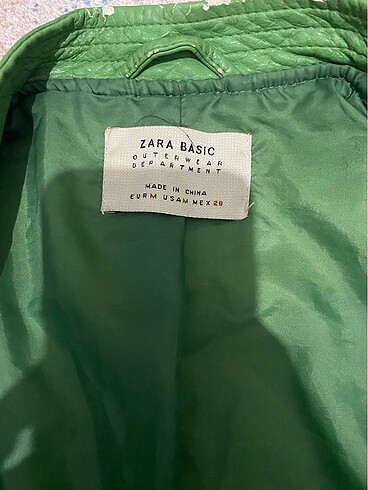 ZARA BASIC
OUTERWEAR
DEPARTMENT
MADE IN CHINA
EUR M USA M MEX 28